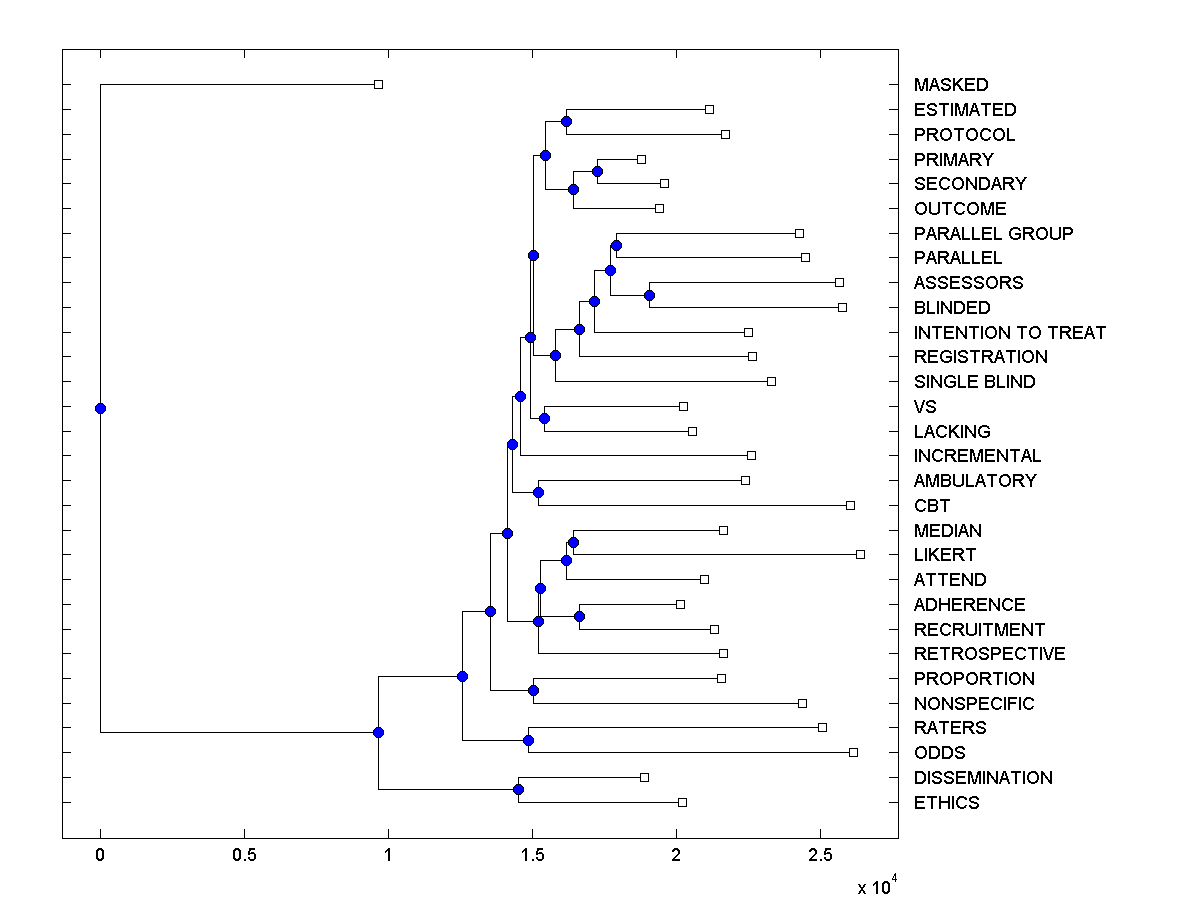 MASKED
ESTIMATED
PROTOCOL
PRIMARY
SECONDARY
OUTCOME
PARALLEL GROUP
PARALLEL
ASSESSORS
BLINDED
INTENTION TO TREAT
REGISTRATION
SINGLE BLIND
VS
LACKING
INCREMENTAL
AMBULATORY
CBT
MEDIAN
LIKERT
ATTEND
ADHERENCE
RECRUITMENT
RETROSPECTIVE
PROPORTION
NONSPECIFIC
RATERS
ODDS
DISSEMINATION
ETHICS
0 0.5 1 1.5 2 2.5
x 10^4